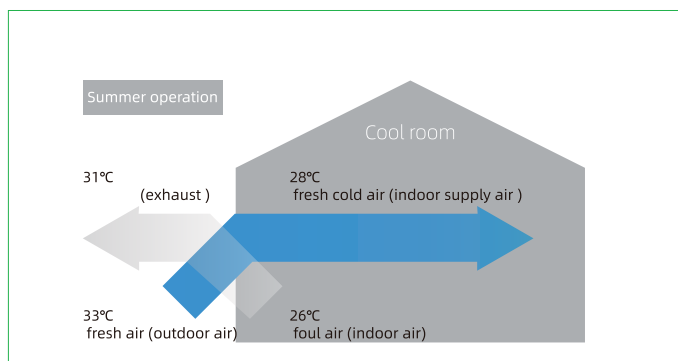 Summer operation
Cool room
31℃
(exhaust )
28℃
fresh cold air (indoor supply air )
33℃
fresh air (outdoor air)
26℃
foul air (indoor air)